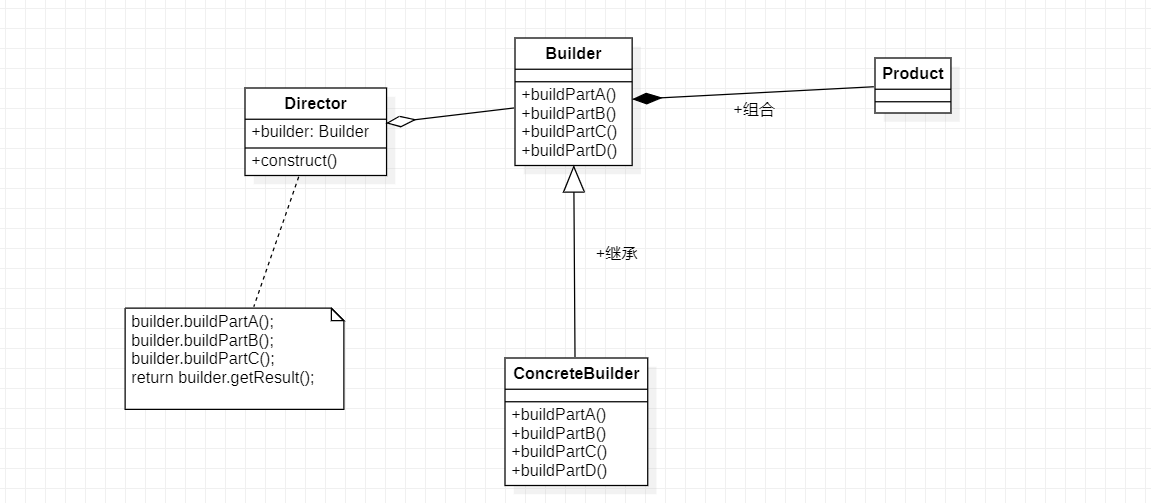 Builder
+buildPartA()
+buildPartB()
+buildPartC()
+buildPartD()
Product
+组合
Director
+builder: Builder
+construct()
+继承
builder.buildPartA();
builder.buildPartB();
builder.buildPartC();
return builder.getResult();
ConcreteBuilder
+buildPartA()
+buildPartB()
+buildPartC()
+buildPartD()